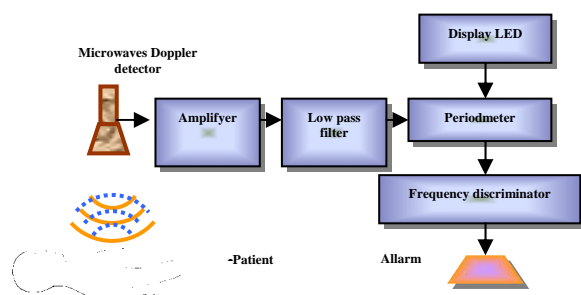 Display LED
Microwaves Doppler
detector
Amplifyer
Low pass
filter
Periodmeter
Frequency discriminator
-Patient
Allarm